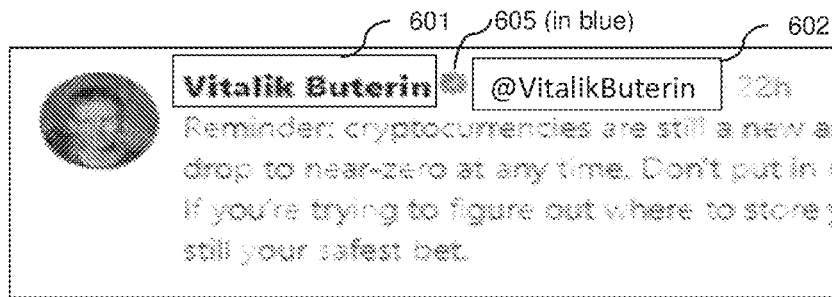 601 605 (in blue) 602
Vitalik Buterin @VitalikButerin 22h
Reminder: cryptocurrencies are still a new a
drop to near-zero at any time. Don't put in
If you're trying to figure out where to store y
still your safest bet.